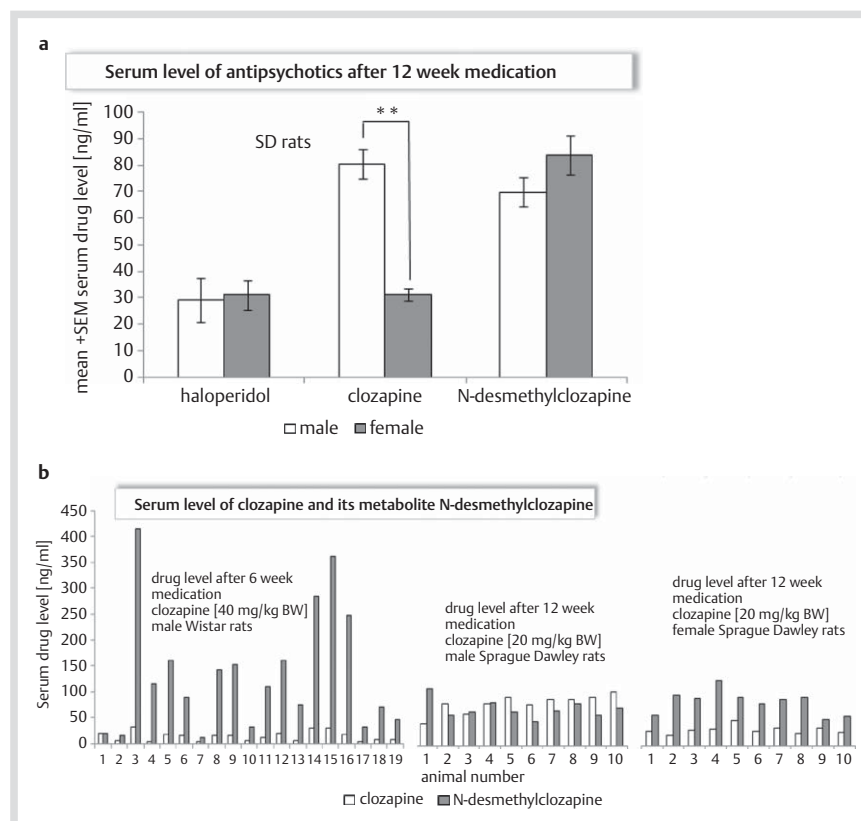 a
Serum level of antipsychotics after 12 week medication
mean +SEM serum drug level [ng/ml]
100
90
80
70
60
50
40
30
20
10
0
SD rats
**
haloperidol clozapine N-desmethylclozapine
male female
b
Serum level of clozapine and its metabolite N-desmethylclozapine
Serum drug level [ng/ml]
450
400
350
300
250
200
150
100
50
0
drug level after 6 week
medication
clozapine [40 mg/kg BW]
male Wistar rats
drug level after 12 week
medication
clozapine [20 mg/kg BW]
male Sprague Dawley rats
drug level after 12 week
medication
clozapine [20 mg/kg BW]
female Sprague Dawley rats
1 2 3 4 5 6 7 8 9 10 11 12 13 14 15 16 17 18 19
1 2 3 4 5 6 7 8 9 10
1 2 3 4 5 6 7 8 9 10
animal number
clozapine N-desmethylclozapine